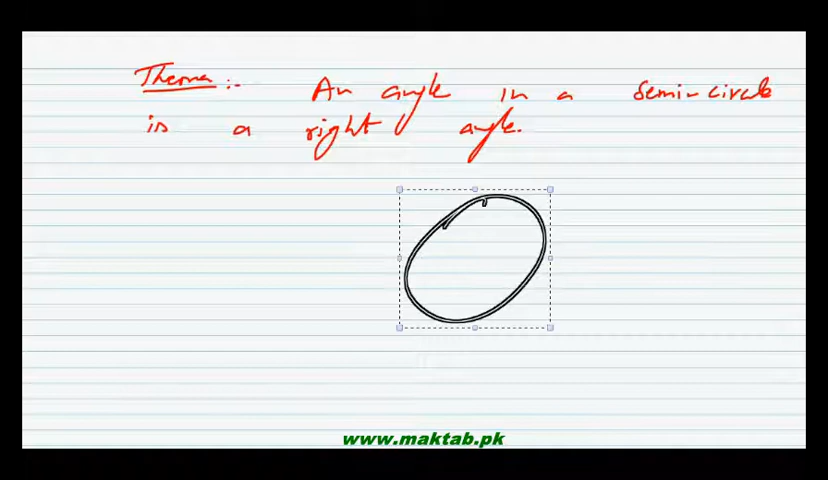 Theorem :- An angle in a semi-circle
is a right angle.
www.maktab.pk